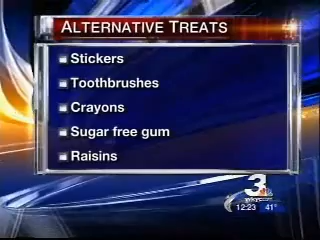 ALTERNATIVE TREATS
Stickers
Toothbrushes
Crayons
Sugar free gum
Raisins
3
12:23 41°